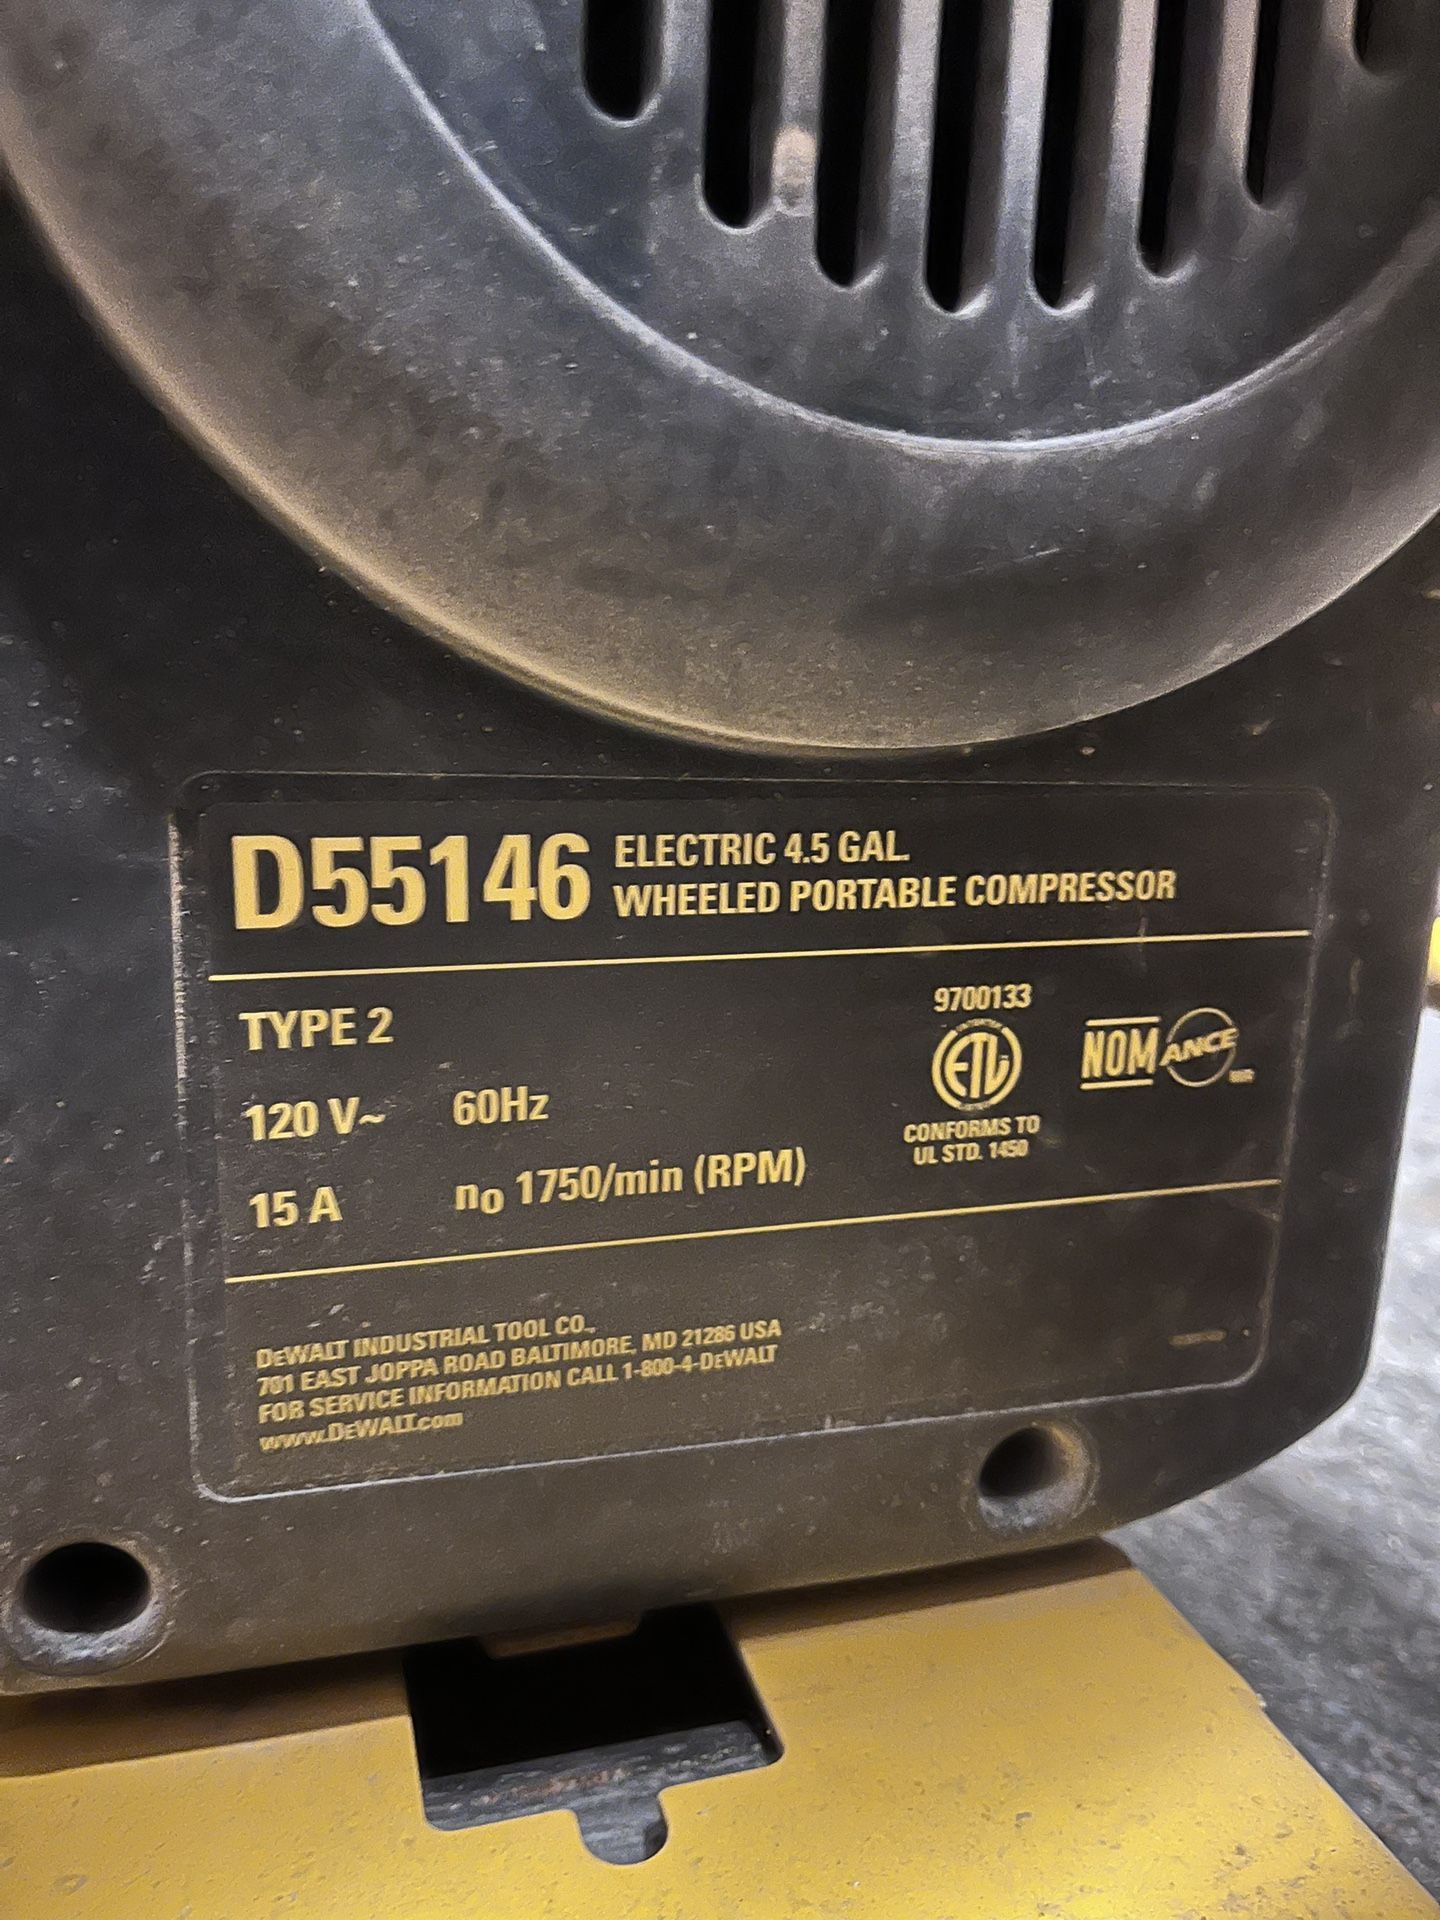 D55146 ELECTRIC 4.5 GAL.
WHEELED PORTABLE COMPRESSOR
TYPE 2
120 V~ 60Hz
15 A no 1750/min (RPM)
9700133
ETL
CONFORMS TO
UL STD. 1450
NOM ANCE
DEWALT INDUSTRIAL TOOL CO.,
701 EAST JOPPA ROAD BALTIMORE, MD 21286 USA
FOR SERVICE INFORMATION CALL 1-800-4-DEWALT
www.DEWALT.com